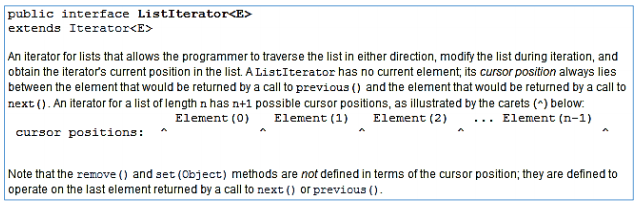 public interface ListIterator<E>
extends Iterator<E>
An iterator for lists that allows the programmer to traverse the list in either direction, modify the list during iteration, and
obtain the iterator's current position in the list. A ListIterator has no current element; its cursor position always lies
between the element that would be returned by a call to previous() and the element that would be returned by a call to
next(). An iterator for a list of length n has n+1 possible cursor positions, as illustrated by the carets (^) below:
Element(0) Element(1) Element(2) ... Element(n-1)
cursor positions: ^ ^ ^ ^ ^
Note that the remove() and set(Object) methods are not defined in terms of the cursor position; they are defined to
operate on the last element returned by a call to next() or previous().